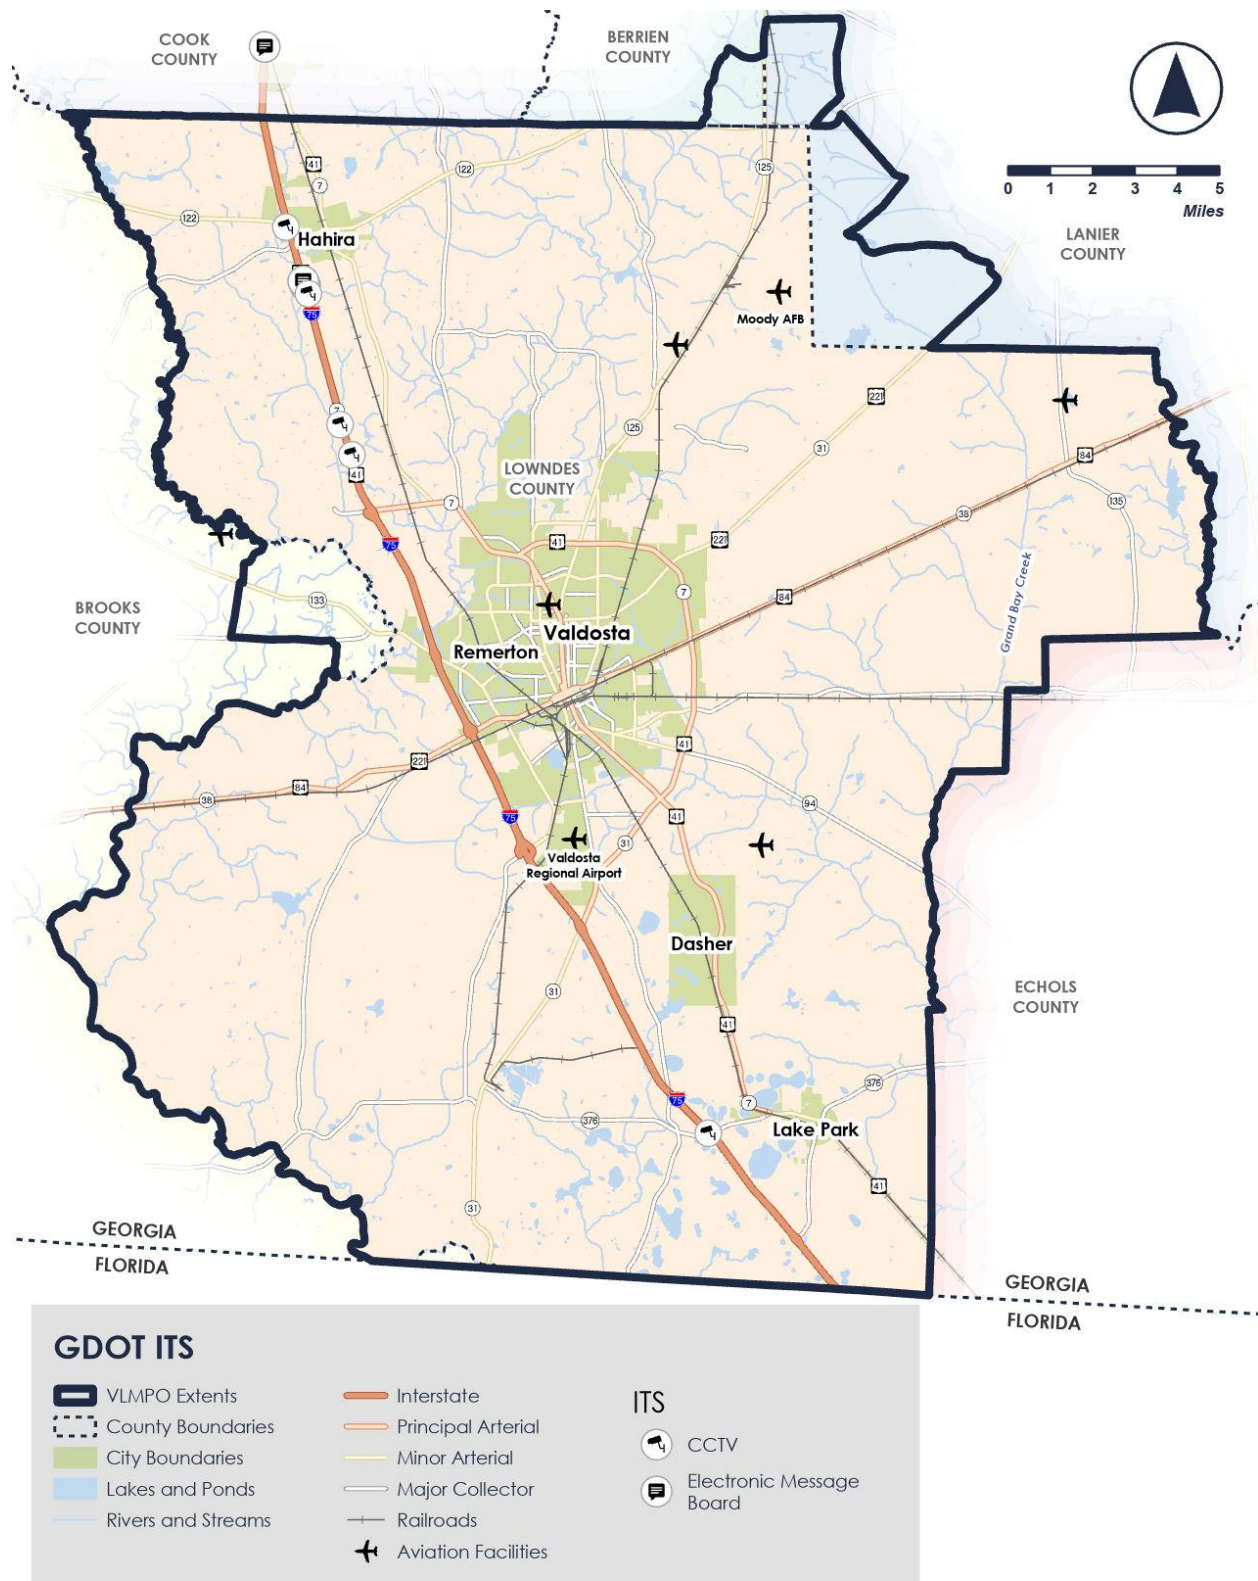 COOK
COUNTY
BERRIEN
COUNTY
0 1 2 3 4 5
Miles
41
7
122
125
122
Hahira
LANIER
COUNTY
75
Moody AFB
7
221
125
31
84
41
LOWNDES
COUNTY
7
135
38
41
221
75
Grand Bay Creek
7
84
133
BROOKS
COUNTY
Valdosta
Remerton
41
221
84
38
94
75
41
31
Valdosta
Regional Airport
Dasher
31
ECHOLS
COUNTY
41
376
75
7
376
Lake Park
41
31
GEORGIA
FLORIDA
GEORGIA
FLORIDA
GDOT ITS
VLMPO Extents
County Boundaries
City Boundaries
Lakes and Ponds
Rivers and Streams
Interstate
Principal Arterial
Minor Arterial
Major Collector
Railroads
Aviation Facilities
ITS
CCTV
Electronic Message
Board